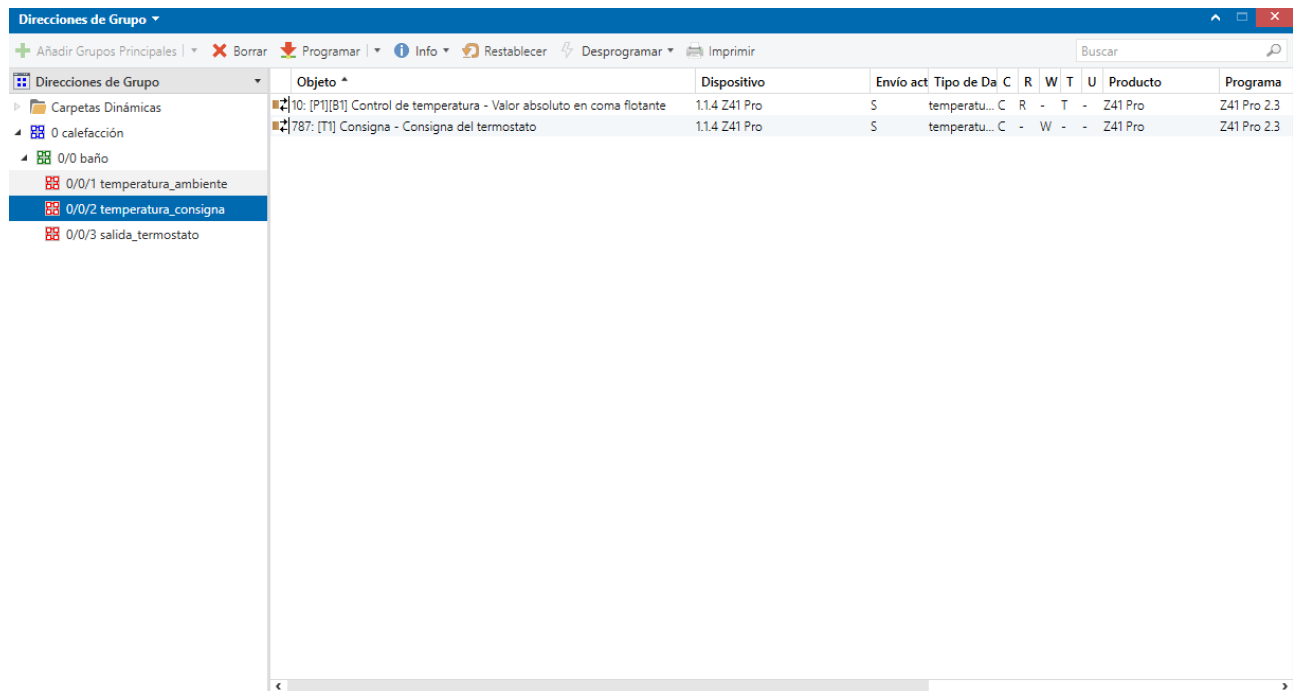 Direcciones de Grupo
Añadir Grupos Principales Borrar Programar Info Restablecer Desprogramar Imprimir Buscar
Direcciones de Grupo
Carpetas Dinámicas
0 calefacción
0/0 baño
0/0/1 temperatura_ambiente
0/0/2 temperatura_consigna
0/0/3 salida_termostato
Objeto Dispositivo Envío act Tipo de Da C R W T U Producto Programa
10: [P1][B1] Control de temperatura - Valor absoluto en coma flotante 1.1.4 Z41 Pro S temperatu... C R - T - Z41 Pro Z41 Pro 2.3
787: [T1] Consigna - Consigna del termostato 1.1.4 Z41 Pro S temperatu... C - W - - Z41 Pro Z41 Pro 2.3